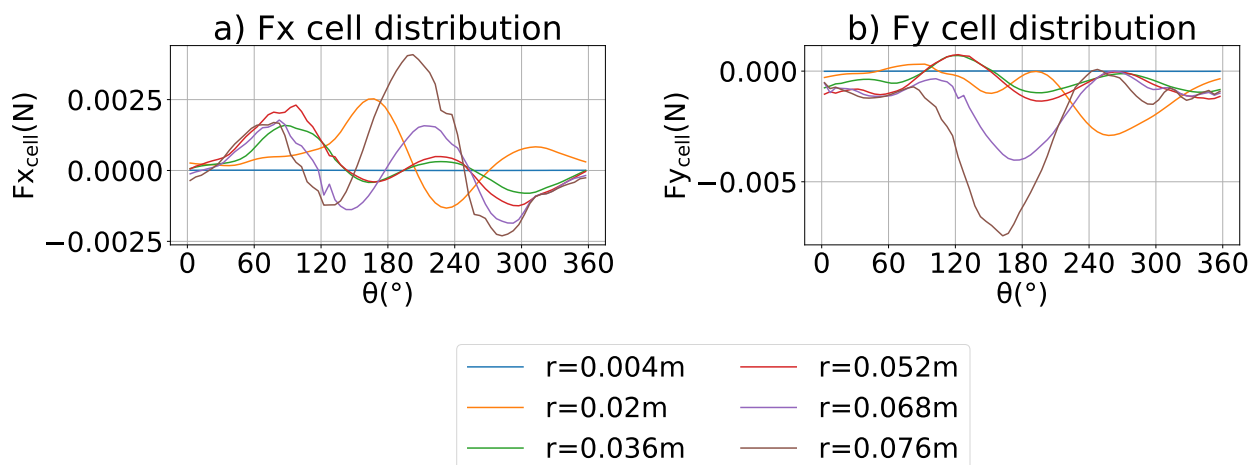 a) Fx cell distribution
Fx_cell(N)
0.0025
0.0000
−0.0025
0 60 120 180 240 300 360
θ(°)
b) Fy cell distribution
Fy_cell(N)
0.000
−0.005
0 60 120 180 240 300 360
θ(°)
r=0.004m
r=0.02m
r=0.036m
r=0.052m
r=0.068m
r=0.076m